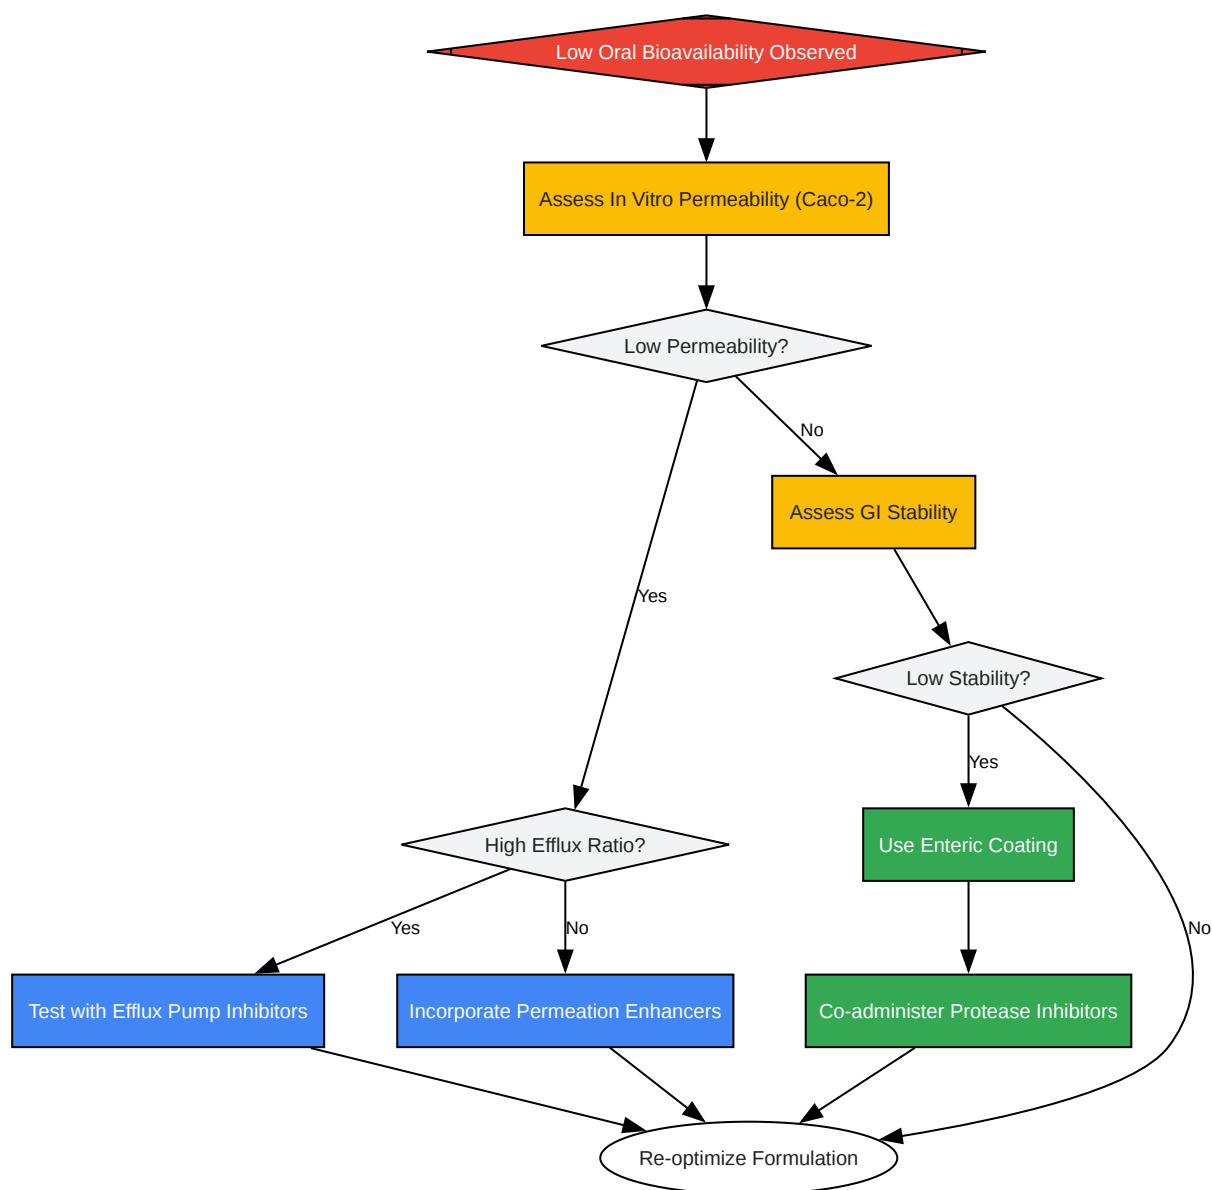 Low Oral Bioavailability Observed
Assess In Vitro Permeability (Caco-2)
Low Permeability?
No
Assess GI Stability
Yes
Low Stability?
Yes
High Efflux Ratio?
Use Enteric Coating
Yes
No
No
Test with Efflux Pump Inhibitors
Incorporate Permeation Enhancers
Co-administer Protease Inhibitors
Re-optimize Formulation